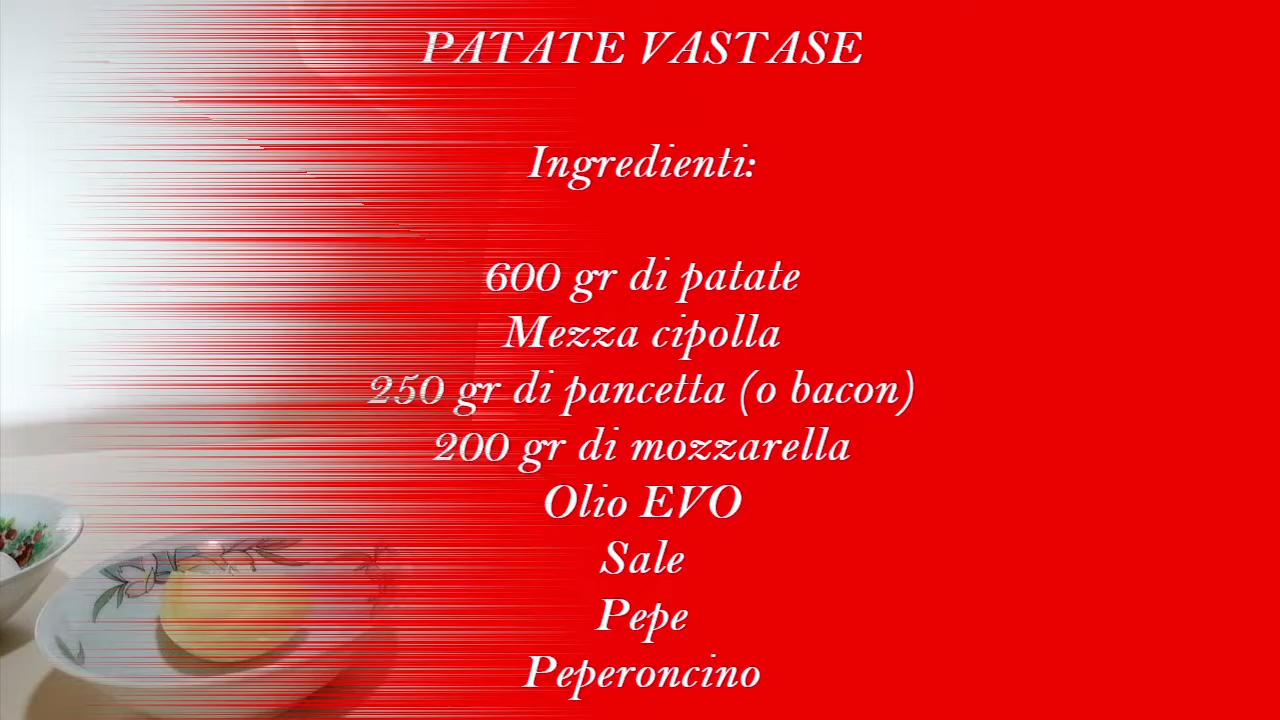 PATATE VASTASE
Ingredienti:
600 gr di patate
Mezza cipolla
250 gr di pancetta (o bacon)
200 gr di mozzarella
Olio EVO
Sale
Pepe
Peperoncino